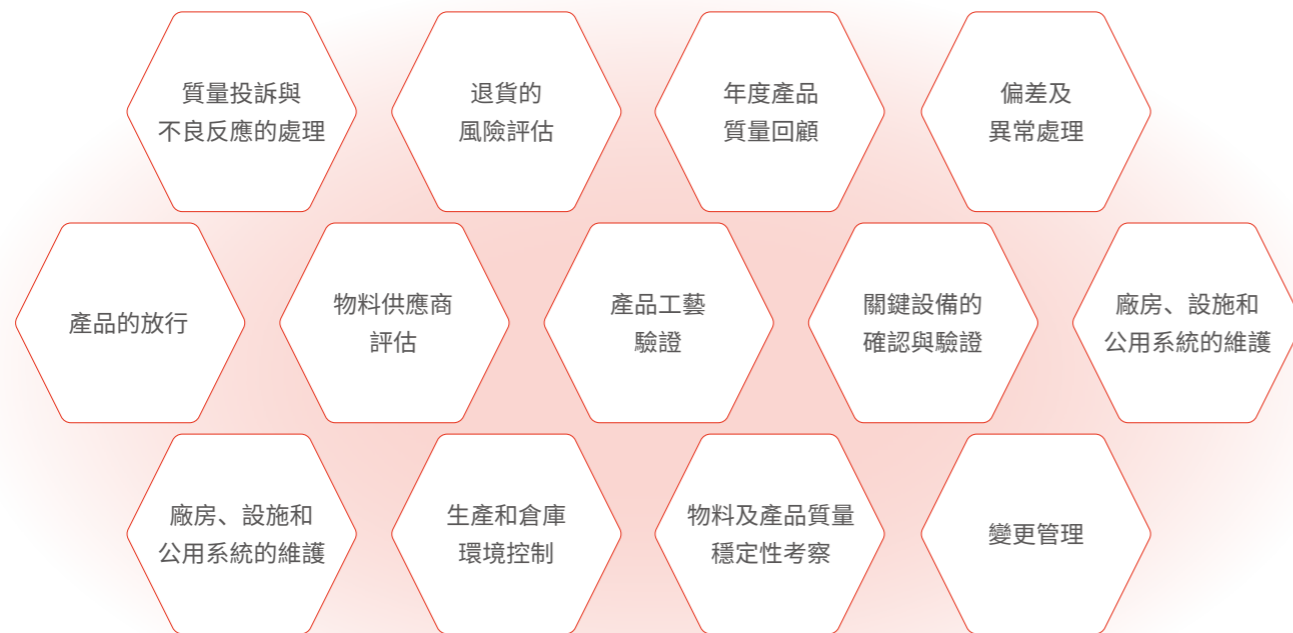 質量投訴與
不良反應的處理
退貨的
風險評估
年度產品
質量回顧
偏差及
異常處理
產品的放行
物料供應商
評估
產品工藝
驗證
關鍵設備的
確認與驗證
廠房、設施和
公用系統的維護
廠房、設施和
公用系統的維護
生產和倉庫
環境控制
物料及產品質量
穩定性考察
變更管理